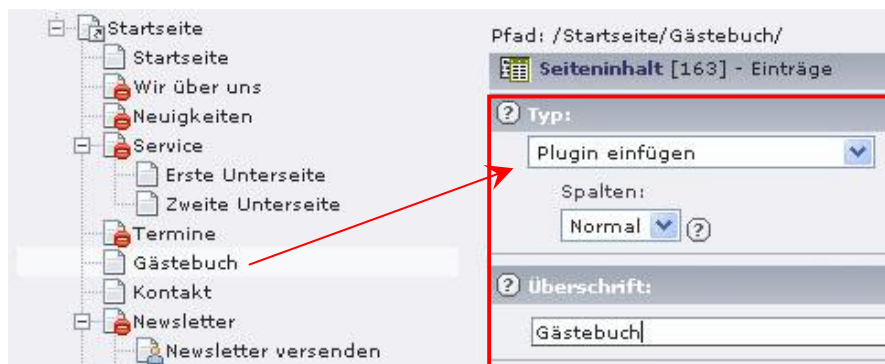 Startseite
Startseite
Wir über uns
Neuigkeiten
Service
Erste Unterseite
Zweite Unterseite
Termine
Gästebuch
Kontakt
Newsletter
Newsletter versenden
Pfad: /Startseite/Gästebuch/
Seiteninhalt [163] - Einträge
Typ:
Plugin einfügen
Spalten:
Normal
Überschrift:
Gästebuch